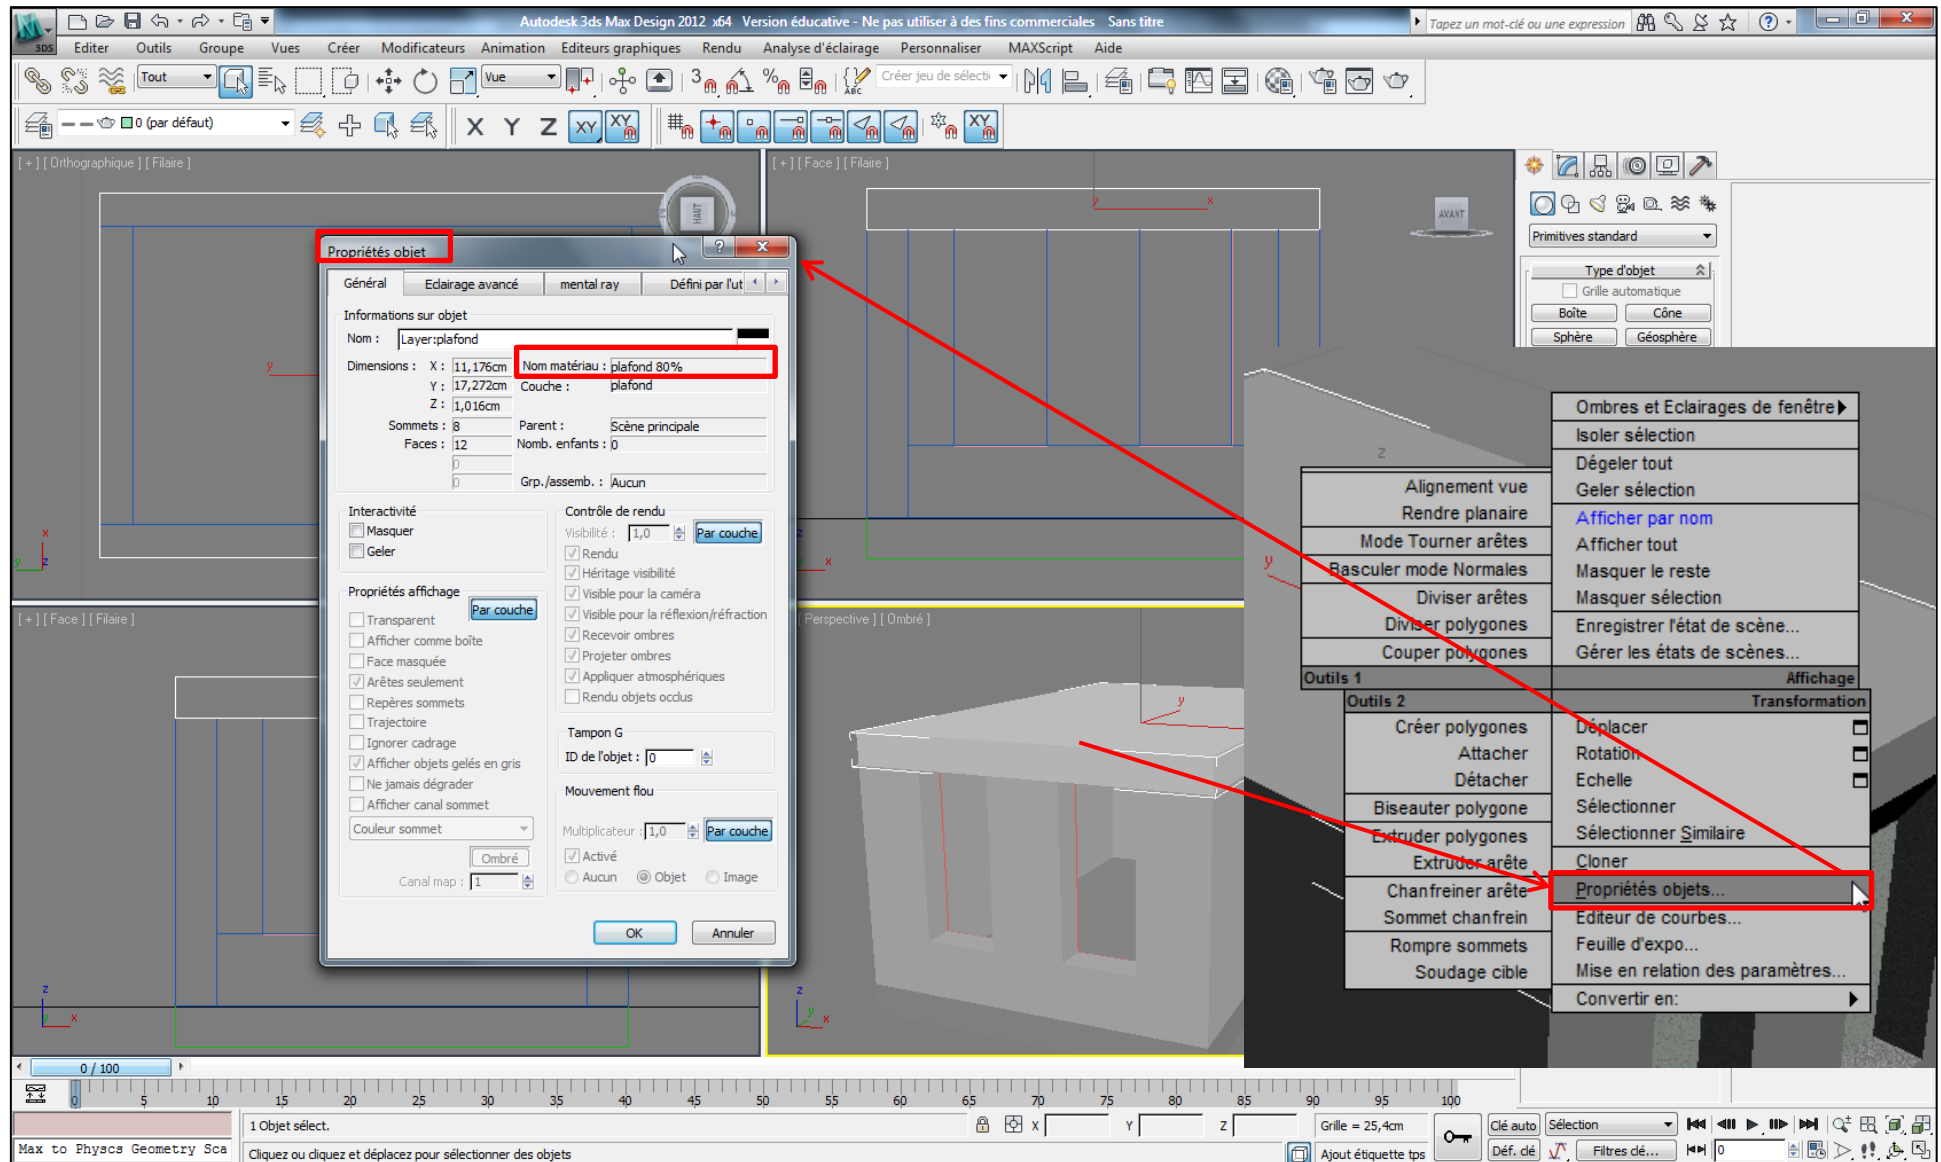 Autodesk 3ds Max Design 2012 x64 Version éducative - Ne pas utiliser à des fins commerciales Sans titre
Tapez un mot-clé ou une expression
3DS Editer Outils Groupe Vues Créer Modificateurs Animation Editeurs graphiques Rendu Analyse d'éclairage Personnaliser MAXScript Aide
Tout
Vue
3
%
ABC
Créer jeu de sélecti
0 (par défaut)
X Y Z XY XY
XY
[ + ] [ Orthographique ] [ Filaire ]
HAUT
[ + ] [ Face ] [ Filaire ]
AVANT
Primitives standard
Type d'objet
Grille automatique
Boîte Cône
Sphère Géosphère
Propriétés objet
Général Eclairage avancé mental ray Défini par l'ut
Informations sur objet
Nom : Layer:plafond
Dimensions : X : 11,176cm Nom matériau : plafond 80%
Y : 17,272cm Couche : plafond
Z : 1,016cm
Sommets : 8 Parent : Scène principale
Faces : 12 Nomb. enfants : 0
0
0 Grp./assemb. : Aucun
Interactivité
Masquer
Geler
Propriétés affichage
Par couche
Transparent
Afficher comme boîte
Face masquée
Arêtes seulement
Repères sommets
Trajectoire
Ignorer cadrage
Afficher objets gelés en gris
Ne jamais dégrader
Afficher canal sommet
Couleur sommet
Ombré
Canal map : 1
Contrôle de rendu
Visibilité : 1,0 Par couche
Rendu
Héritage visibilité
Visible pour la caméra
Visible pour la réflexion/réfraction
Recevoir ombres
Projeter ombres
Appliquer atmosphériques
Rendu objets occlus
Tampon G
ID de l'objet : 0
Mouvement flou
Multiplicateur : 1,0 Par couche
Activé
Aucun Objet Image
OK Annuler
[ + ] [ Face ] [ Filaire ]
Perspective ] [ Ombré ]
Alignement vue
Rendre planaire
Mode Tourner arêtes
Basculer mode Normales
Diviser arêtes
Diviser polygones
Couper polygones
Outils 1
Ombres et Eclairages de fenêtre
Isoler sélection
Dégeler tout
Geler sélection
Afficher par nom
Afficher tout
Masquer le reste
Masquer sélection
Enregistrer l'état de scène...
Gérer les états de scènes...
Affichage
Outils 2
Créer polygones
Attacher
Détacher
Biseauter polygone
Extruder polygones
Extruder arête
Chanfreiner arête
Sommet chanfrein
Rompre sommets
Soudage cible
Transformation
Déplacer
Rotation
Echelle
Sélectionner
Sélectionner Similaire
Cloner
Propriétés objets...
Editeur de courbes...
Feuille d'expo...
Mise en relation des paramètres...
Convertir en:
x
y
z
y
y x
z
x
z
y x
z
y x
y
z
y
0 / 100
0 5 10 15 20 25 30 35 40 45 50 55 60 65 70 75 80 85 90 95 100
1 Objet sélect.
X Y Z Grille = 25,4cm
Clé auto Sélection
Max to Physcs Geometry Sca
Cliquez ou cliquez et déplacez pour sélectionner des objets
Ajout étiquette tps
Déf. clé Filtres clé... 0